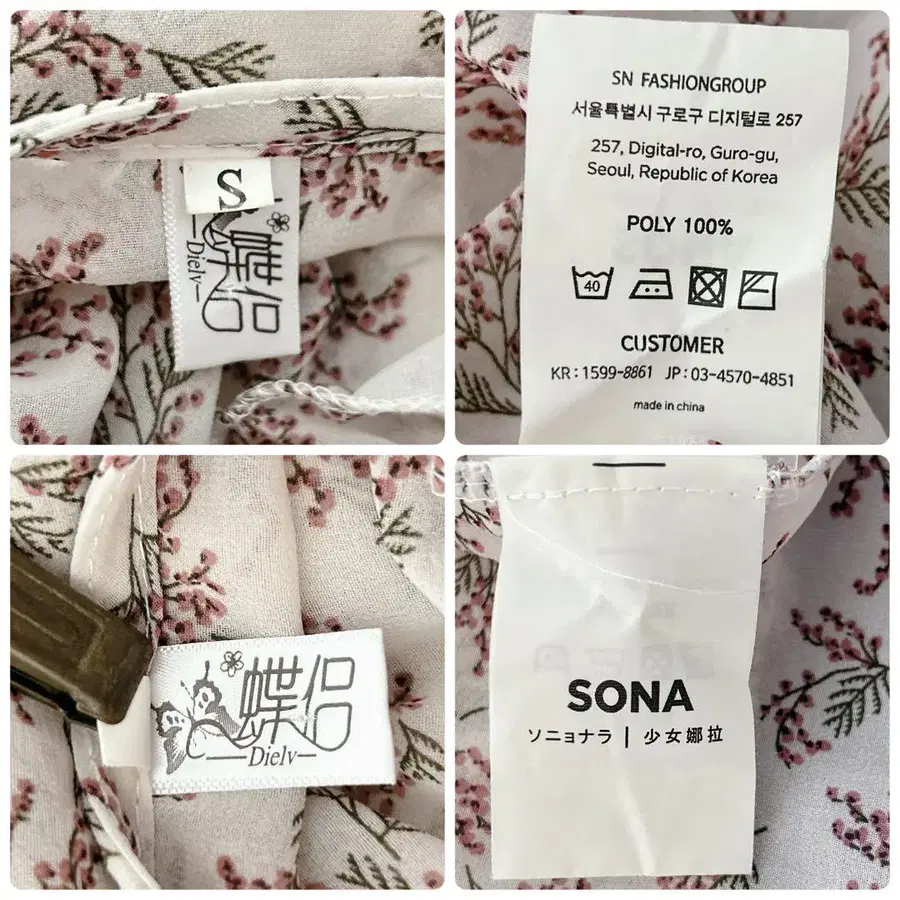 S
蝶侣
Dielv
SN FASHIONGROUP
서울특별시 구로구 디지털로 257
257, Digital-ro, Guro-gu,
Seoul, Republic of Korea
POLY 100%
40
CUSTOMER
KR : 1599-8861 JP : 03-4570-4851
made in china
蝶侣
Dielv
SONA
ソニョナラ | 少女娜拉